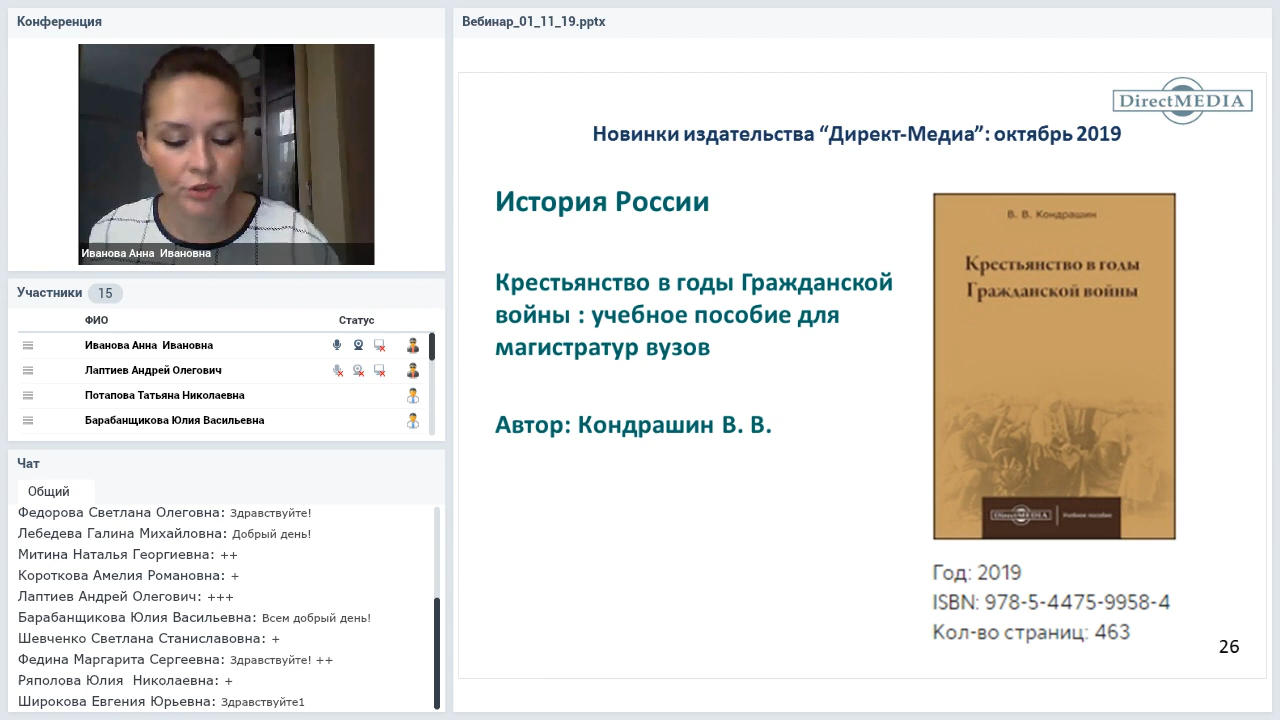 Конференция
Иванова Анна Ивановна
Участники 15
ФИО Статус
Иванова Анна Ивановна
Лаптиев Андрей Олегович
Потапова Татьяна Николаевна
Барабанщикова Юлия Васильевна
Чат
Общий
Федорова Светлана Олеговна: Здравствуйте!
Лебедева Галина Михайловна: Добрый день!
Митина Наталья Георгиевна: ++
Короткова Амелия Романовна: +
Лаптиев Андрей Олегович: +++
Барабанщикова Юлия Васильевна: Всем добрый день!
Шевченко Светлана Станиславовна: +
Федина Маргарита Сергеевна: Здравствуйте! ++
Ряполова Юлия Николаевна: +
Широкова Евгения Юрьевна: Здравствуйте1
Вебинар_01_11_19.pptx
DirectMEDIA
Новинки издательства “Директ-Медиа”: октябрь 2019
История России
Крестьянство в годы Гражданской
войны : учебное пособие для
магистратур вузов
Автор: Кондрашин В. В.
В. В. Кондрашин
Крестьянство в годы
Гражданской войны
DirectMEDIA Учебное пособие
Год: 2019
ISBN: 978-5-4475-9958-4
Кол-во страниц: 463
26